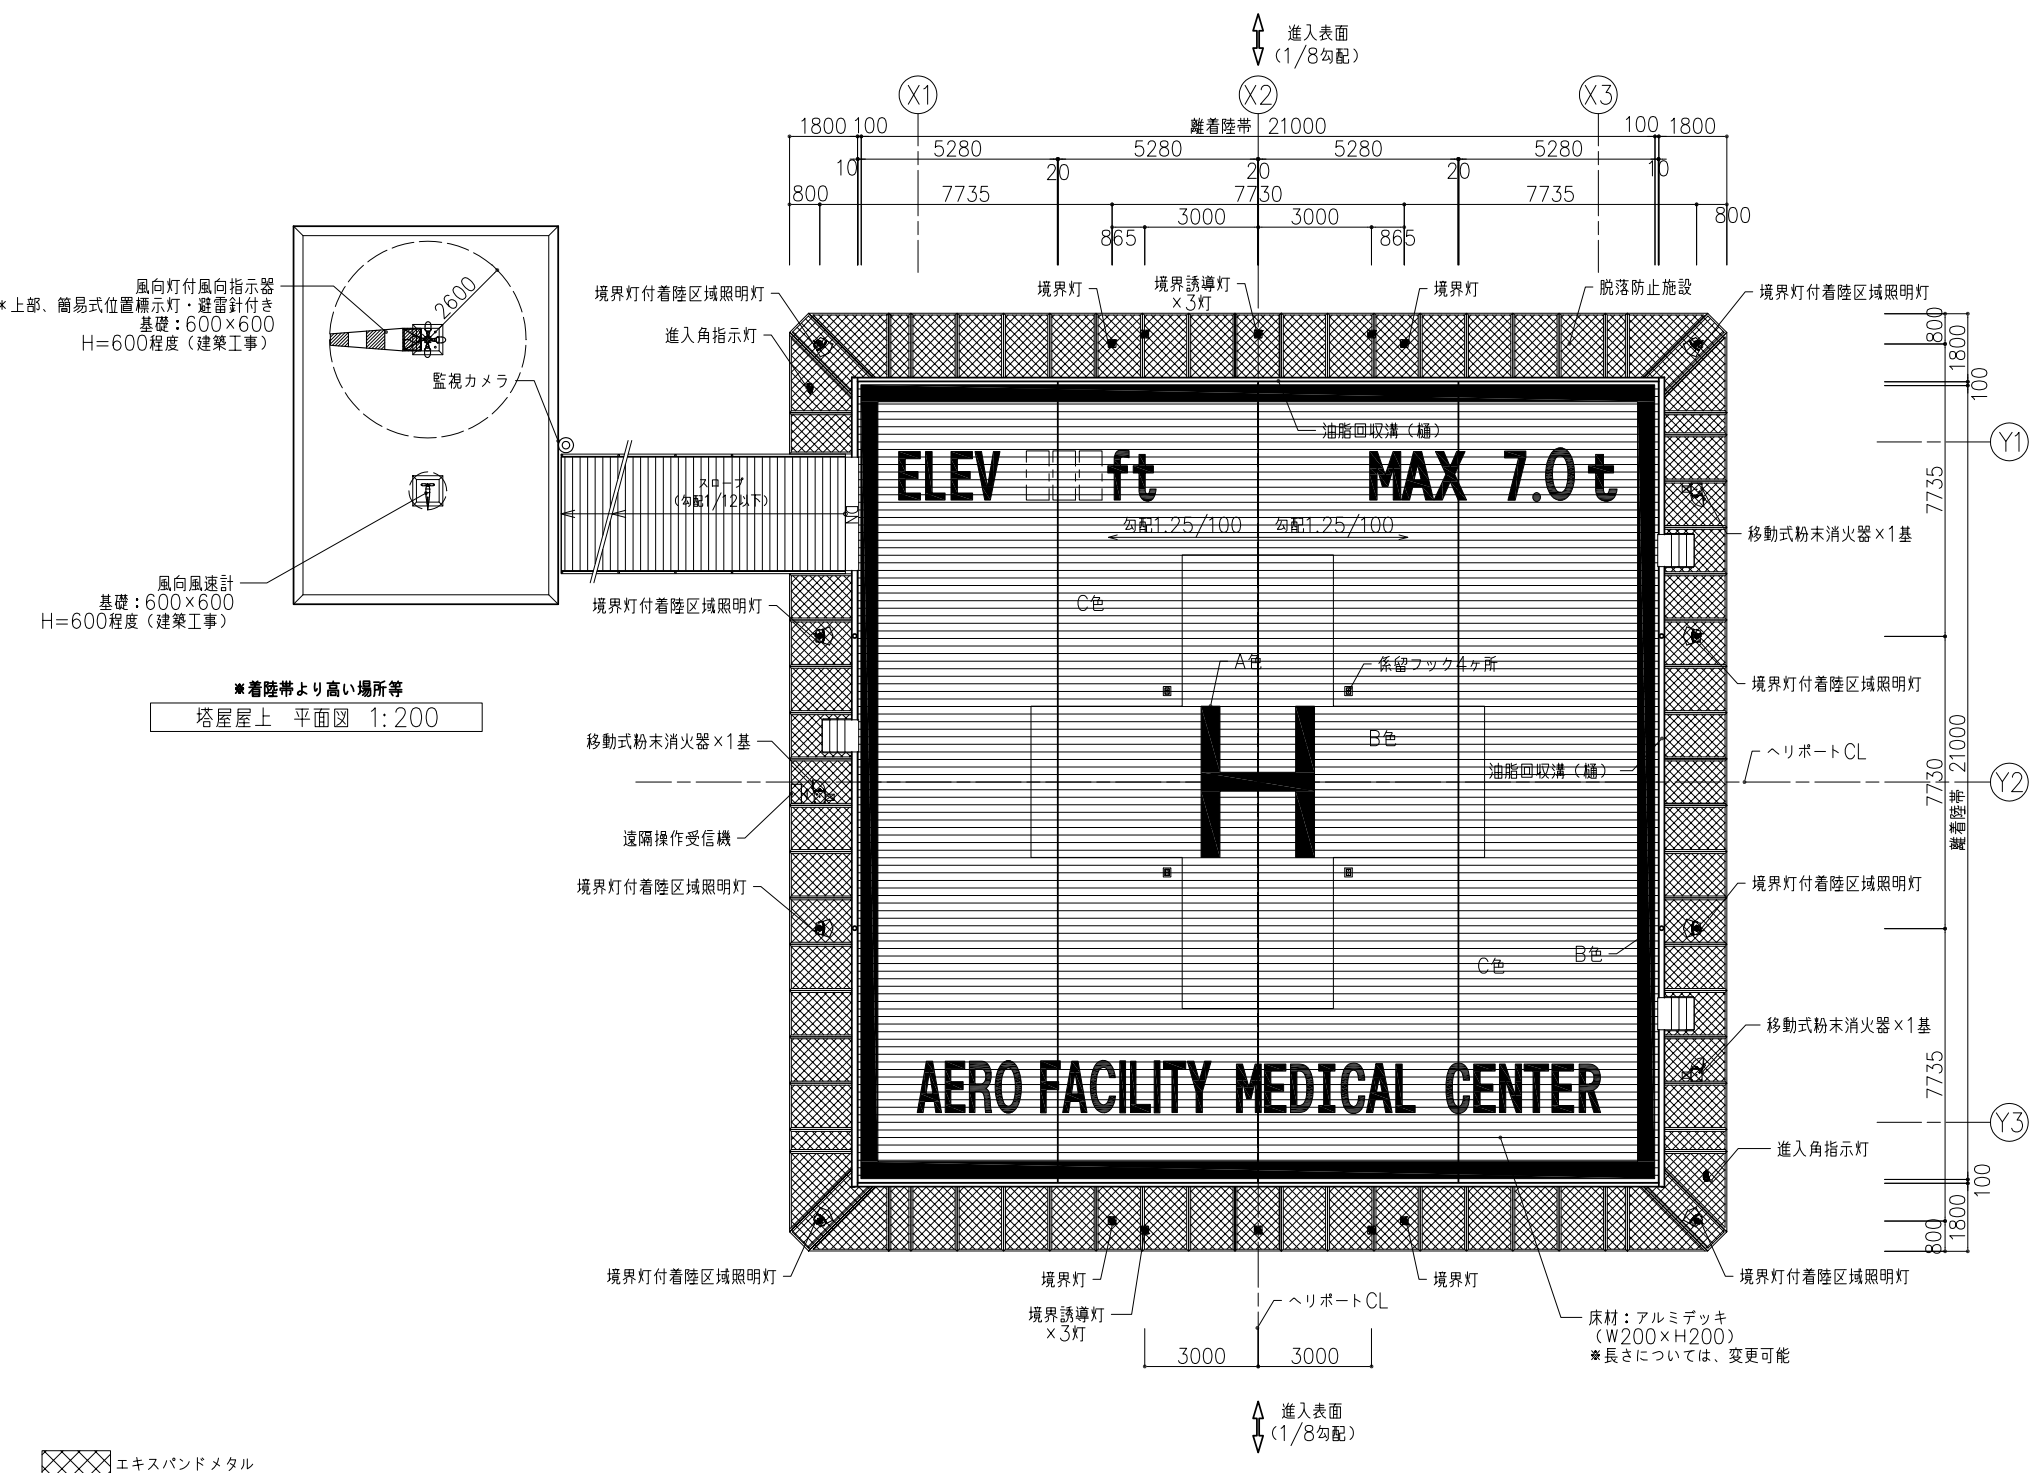 進入表面
（1/8勾配）
X1
X2
X3
離着陸帯 21000
1800
100
100
1800
5280
5280
5280
5280
10
20
20
20
10
800
7735
7730
7735
800
3000
3000
865
865
風向灯付風向指示器
*上部、簡易式位置標示灯・避雷針付き
基礎：600×600
H=600程度（建築工事）
2600
監視カメラ
風向風速計
基礎：600×600
H=600程度（建築工事）
※着陸帯より高い場所等
塔屋屋上 平面図 1:200
境界灯付着陸区域照明灯
進入角指示灯
境界灯
境界誘導灯
×3灯
境界灯
脱落防止施設
境界灯付着陸区域照明灯
油脂回収溝（樋）
スロープ
（勾配1/12以下）
DN
ELEV □□□ft
MAX 7.0t
勾配1.25/100
勾配1.25/100
移動式粉末消火器×1基
境界灯付着陸区域照明灯
C色
A色
係留フック4ヶ所
境界灯付着陸区域照明灯
H
B色
移動式粉末消火器×1基
油脂回収溝（樋）
ヘリポートCL
遠隔操作受信機
境界灯付着陸区域照明灯
境界灯付着陸区域照明灯
B色
C色
移動式粉末消火器×1基
AERO FACILITY MEDICAL CENTER
進入角指示灯
境界灯付着陸区域照明灯
境界灯
境界灯
境界灯付着陸区域照明灯
境界誘導灯
×3灯
ヘリポートCL
床材：アルミデッキ
（W200×H200）
※長さについては、変更可能
3000
3000
進入表面
（1/8勾配）
800
1800
100
Y1
7735
7730
離着陸帯 21000
Y2
7735
Y3
100
800
1800
エキスパンドメタル